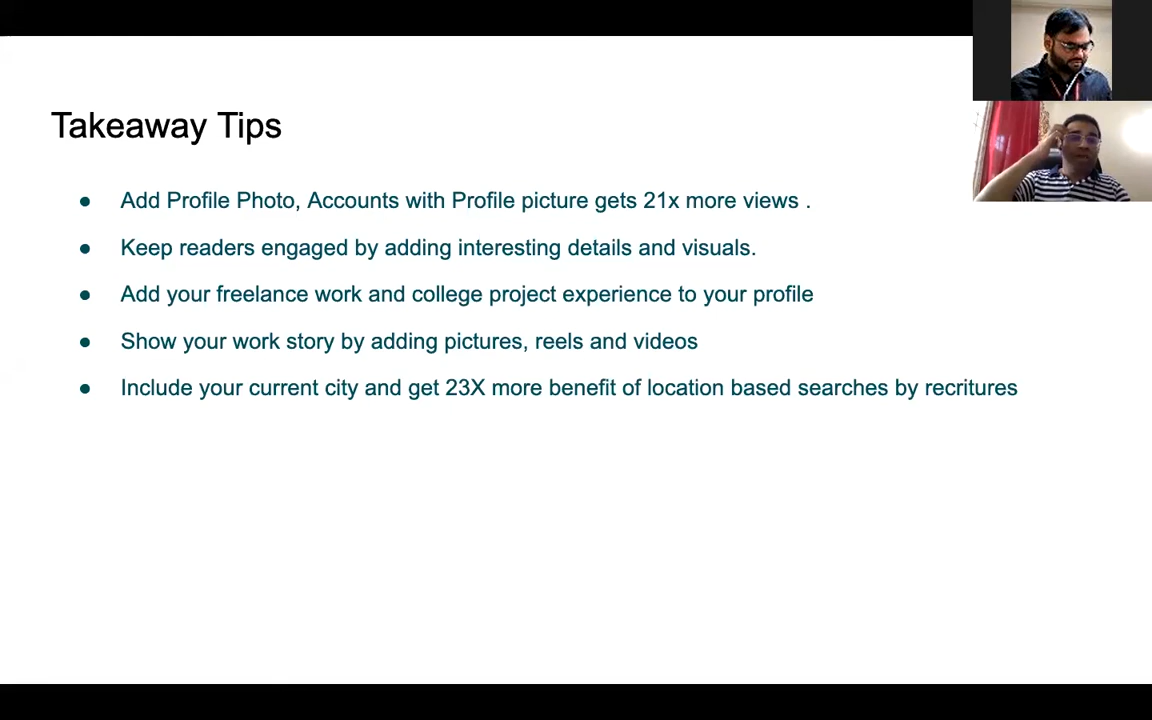 Takeaway Tips
● Add Profile Photo, Accounts with Profile picture gets 21x more views .
● Keep readers engaged by adding interesting details and visuals.
● Add your freelance work and college project experience to your profile
● Show your work story by adding pictures, reels and videos
● Include your current city and get 23X more benefit of location based searches by recritures